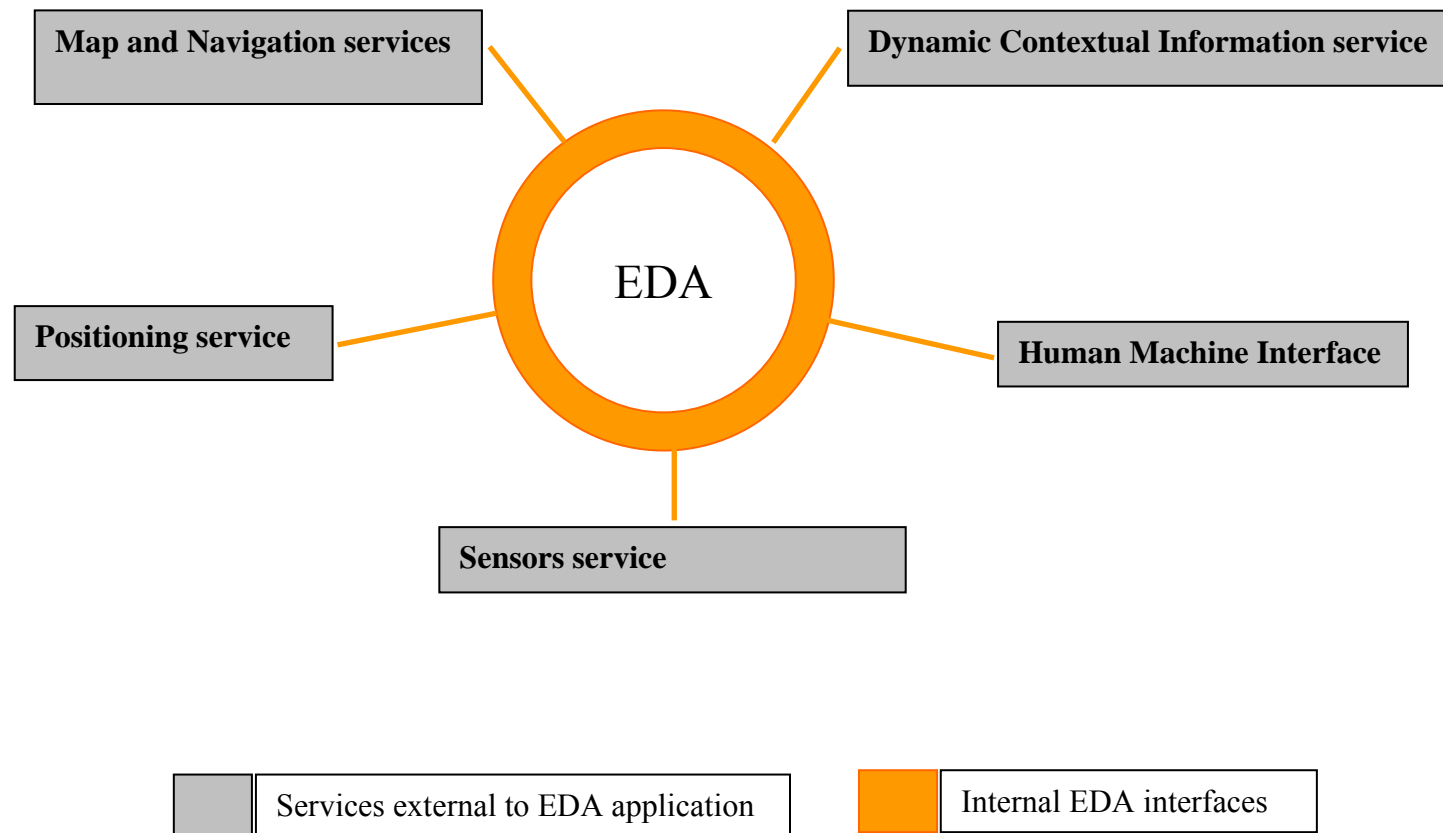 Map and Navigation services
Dynamic Contextual Information service
EDA
Positioning service
Human Machine Interface
Sensors service
Services external to EDA application
Internal EDA interfaces